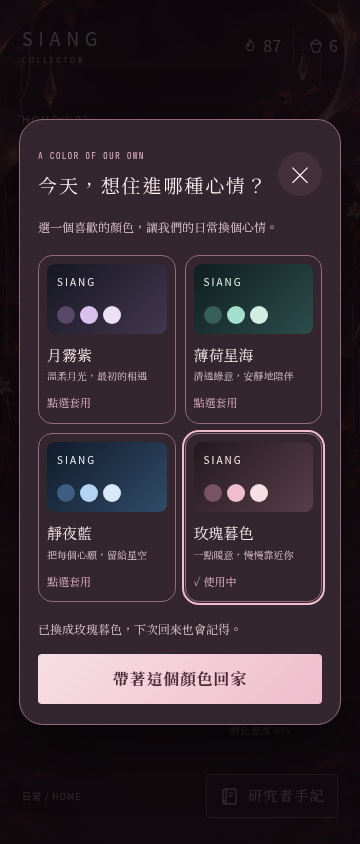 SIANG
COLLECTOR
87
6
A COLOR OF OUR OWN
今天，想住進哪種心情？
選一個喜歡的顏色，讓我們的日常換個心情。
SIANG
月霧紫
溫柔月光，最初的相遇
點選套用
SIANG
薄荷星海
清透綠意，安靜地陪伴
點選套用
SIANG
靜夜藍
把每個心願，留給星空
點選套用
SIANG
玫瑰暮色
一點暖意，慢慢靠近你
✓ 使用中
已換成玫瑰暮色，下次回來也會記得。
帶著這個顏色回家
孵化進度 0%
日常 / HOME
研究者手記